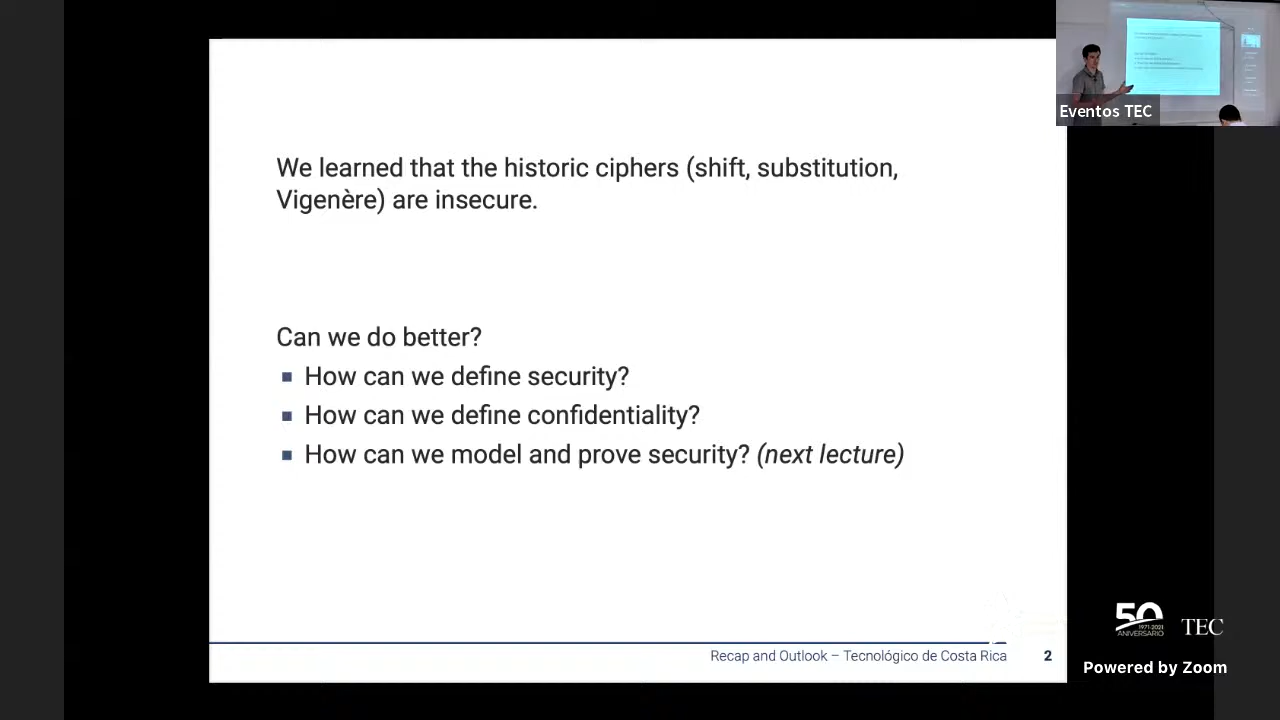 Eventos TEC
We learned that the historic ciphers (shift, substitution,
Vigenère) are insecure.
Can we do better?
How can we define security?
How can we define confidentiality?
How can we model and prove security? (next lecture)
Recap and Outlook – Tecnológico de Costa Rica 2
50
1971-2021
ANIVERSARIO
TEC
Powered by Zoom